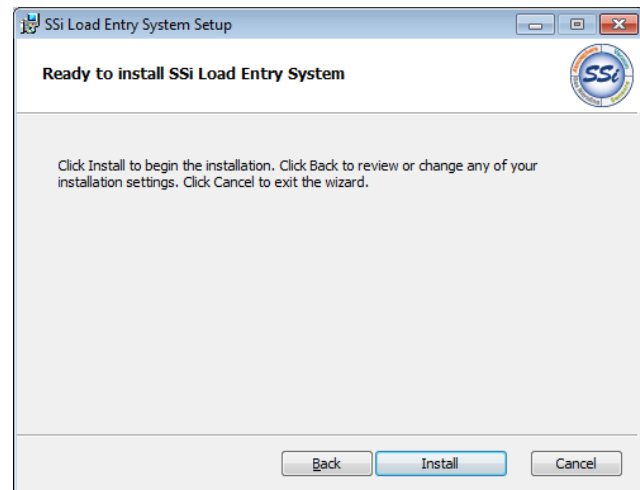 SSi Load Entry System Setup
Ready to install SSi Load Entry System
SSi
Click Install to begin the installation. Click Back to review or change any of your
installation settings. Click Cancel to exit the wizard.
Back
Install
Cancel